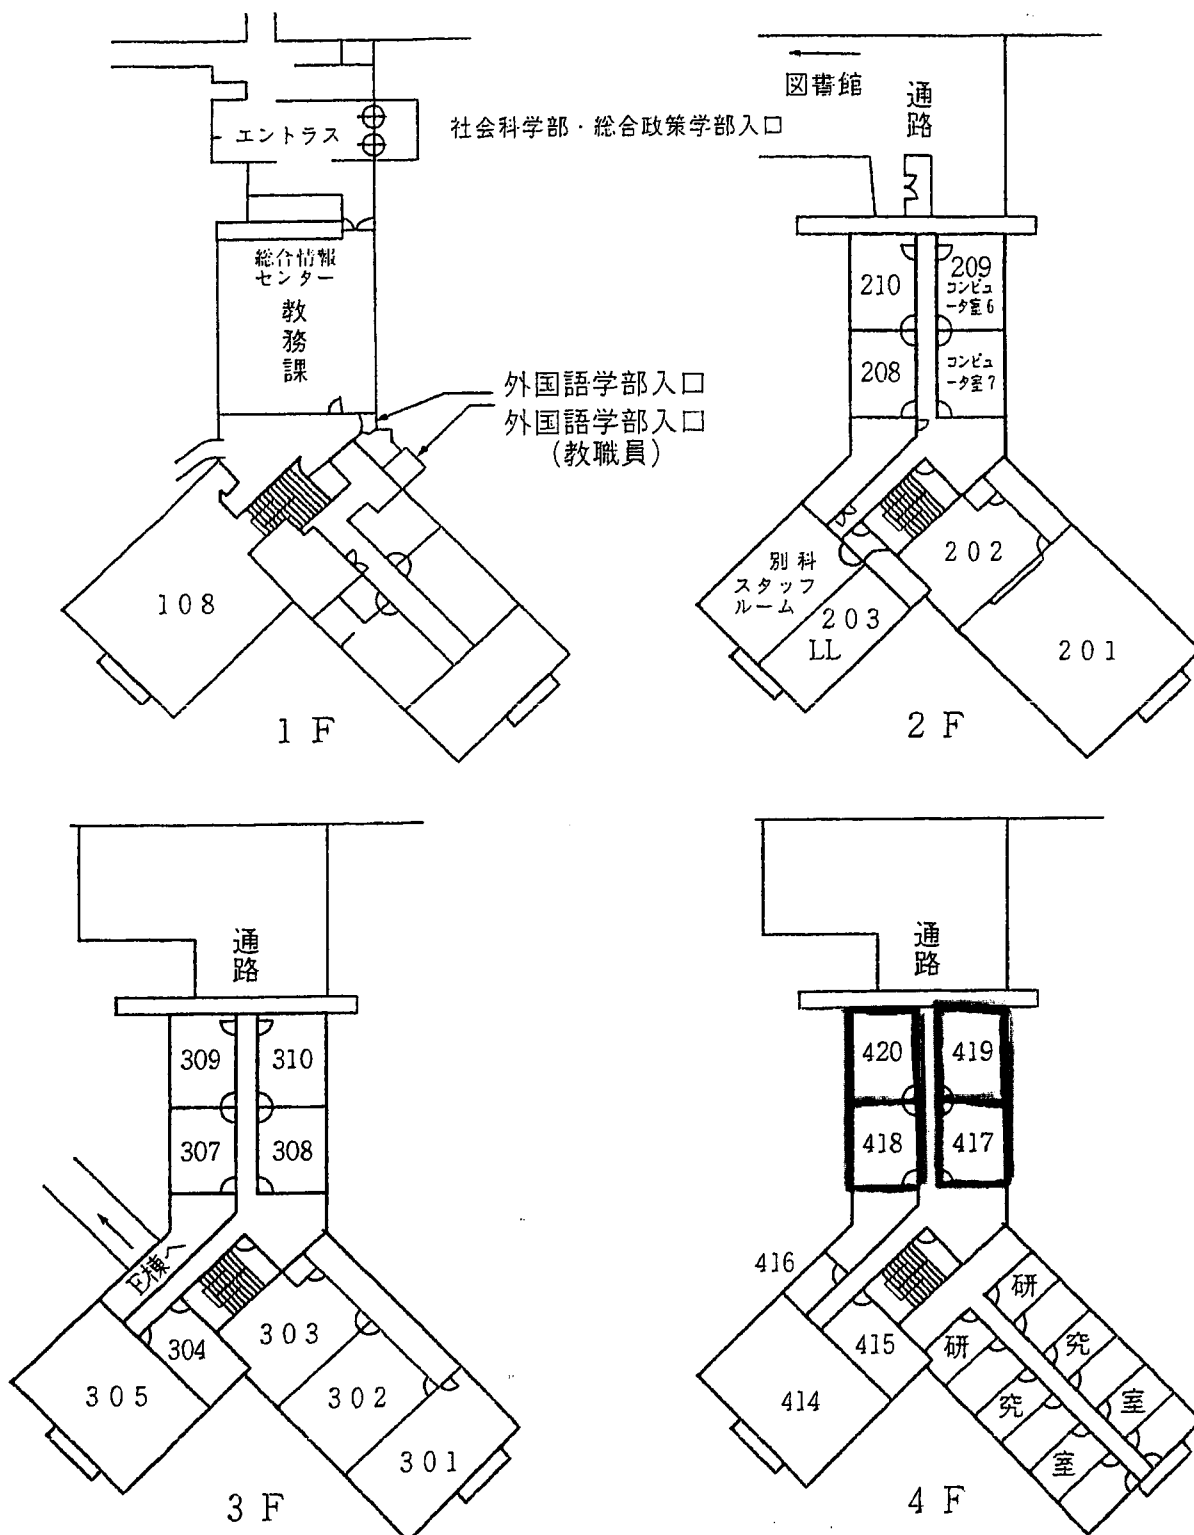 エントラス
社会科学部・総合政策学部入口
総合情報
センター
教務課
外国語学部入口
外国語学部入口
(教職員)
108
1F
図書館
通路
210
209
コンピュ
ータ室6
208
コンピュ
ータ室7
別科
スタッフ
ルーム
203
LL
202
201
2F
通路
309
310
307
308
E棟へ
304
303
305
302
301
3F
通路
420
419
418
417
416
415
414
研究室
研究室
4F